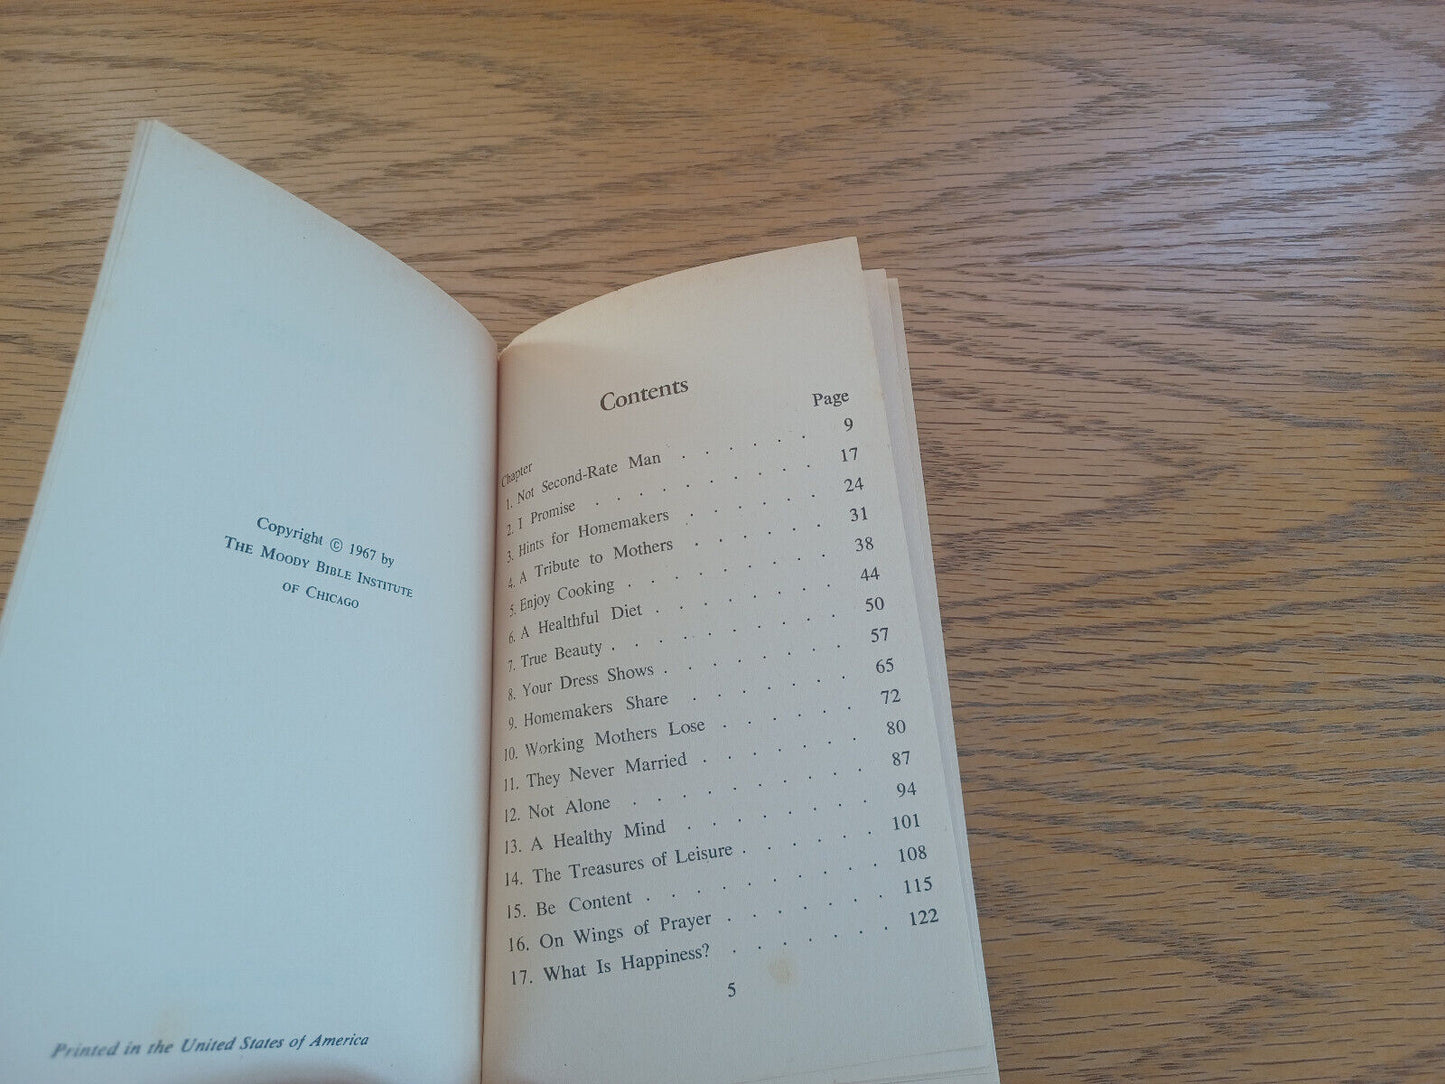 Copyright © 1967 by
THE MOODY BIBLE INSTITUTE
OF CHICAGO
Printed in the United States of America
Contents
Chapter Page
1. Not Second-Rate Man . . . . . . 9
2. I Promise . . . . . . . . . . 17
3. Hints for Homemakers . . . . . . 24
4. A Tribute to Mothers . . . . . . 31
5. Enjoy Cooking . . . . . . . . . 38
6. A Healthful Diet . . . . . . . . 44
7. True Beauty . . . . . . . . . . 50
8. Your Dress Shows . . . . . . . . 57
9. Homemakers Share . . . . . . . 65
10. Working Mothers Lose . . . . . . 72
11. They Never Married . . . . . . . 80
12. Not Alone . . . . . . . . . . 87
13. A Healthy Mind . . . . . . . . 94
14. The Treasures of Leisure . . . . . . 101
15. Be Content . . . . . . . . . . 108
16. On Wings of Prayer . . . . . . . 115
17. What Is Happiness? . . . . . . . 122
5